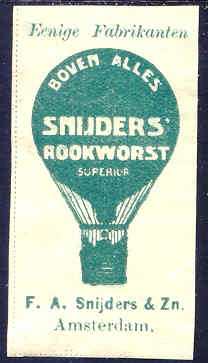 Eenige Fabrikanten
BOVEN ALLES
SNIJDERS'
ROOKWORST
SUPERIOR
F. A. Snijders & Zn.
Amsterdam.